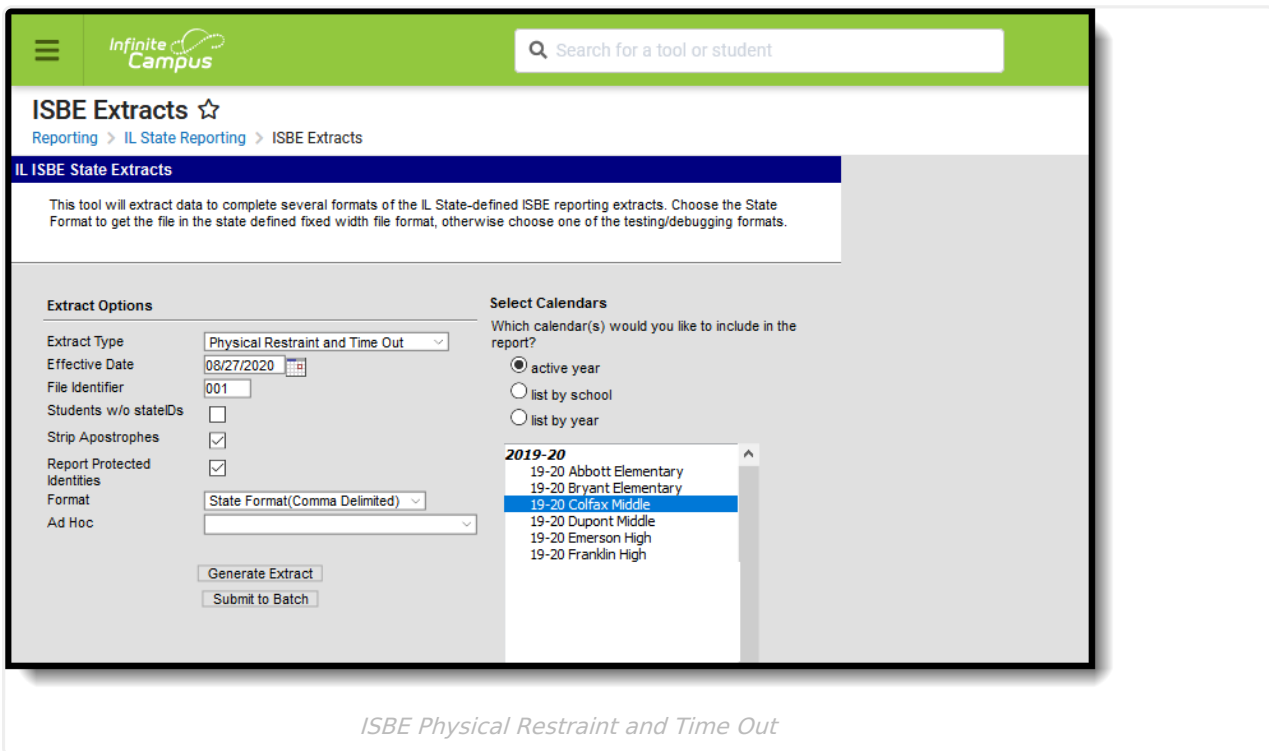 Infinite
Campus
Search for a tool or student
ISBE Extracts
Reporting > IL State Reporting > ISBE Extracts
IL ISBE State Extracts
This tool will extract data to complete several formats of the IL State-defined ISBE reporting extracts. Choose the State
Format to get the file in the state defined fixed width file format, otherwise choose one of the testing/debugging formats.
Extract Options
Extract Type Physical Restraint and Time Out
Effective Date 08/27/2020
File Identifier 001
Students w/o stateIDs
Strip Apostrophes
Report Protected
Identities
Format State Format(Comma Delimited)
Ad Hoc
Generate Extract
Submit to Batch
Select Calendars
Which calendar(s) would you like to include in the
report?
active year
list by school
list by year
2019-20
19-20 Abbott Elementary
19-20 Bryant Elementary
19-20 Colfax Middle
19-20 Dupont Middle
19-20 Emerson High
19-20 Franklin High
ISBE Physical Restraint and Time Out